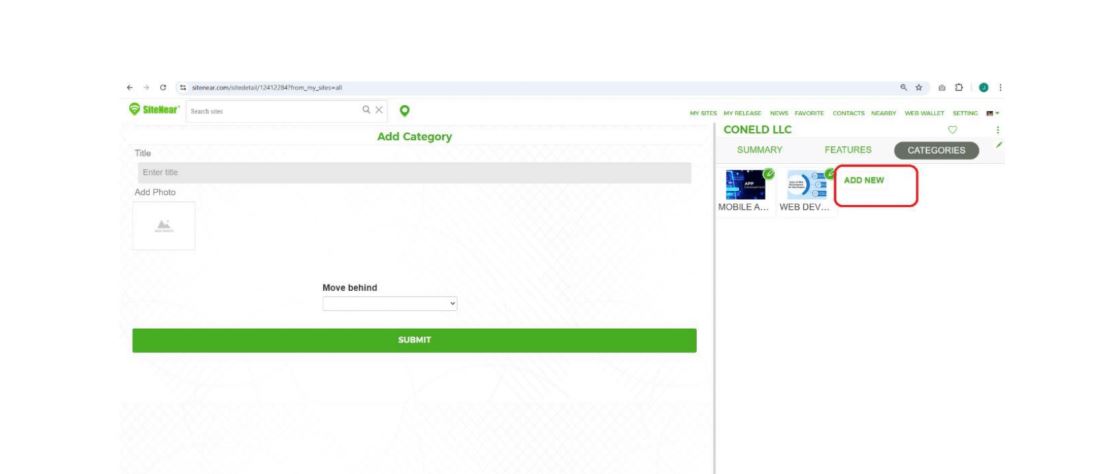 sitenear.com/sitedetail/12412284?from_my_sites=all
SiteNear
Search sites
MY SITES MY RELEASE NEWS FAVORITE CONTACTS NEARBY WEB WALLET SETTING
Add Category
CONELD LLC
Title
SUMMARY FEATURES CATEGORIES
Enter title
ADD NEW
Add Photo
APP
MOBILE A... WEB DEV...
Move behind
SUBMIT